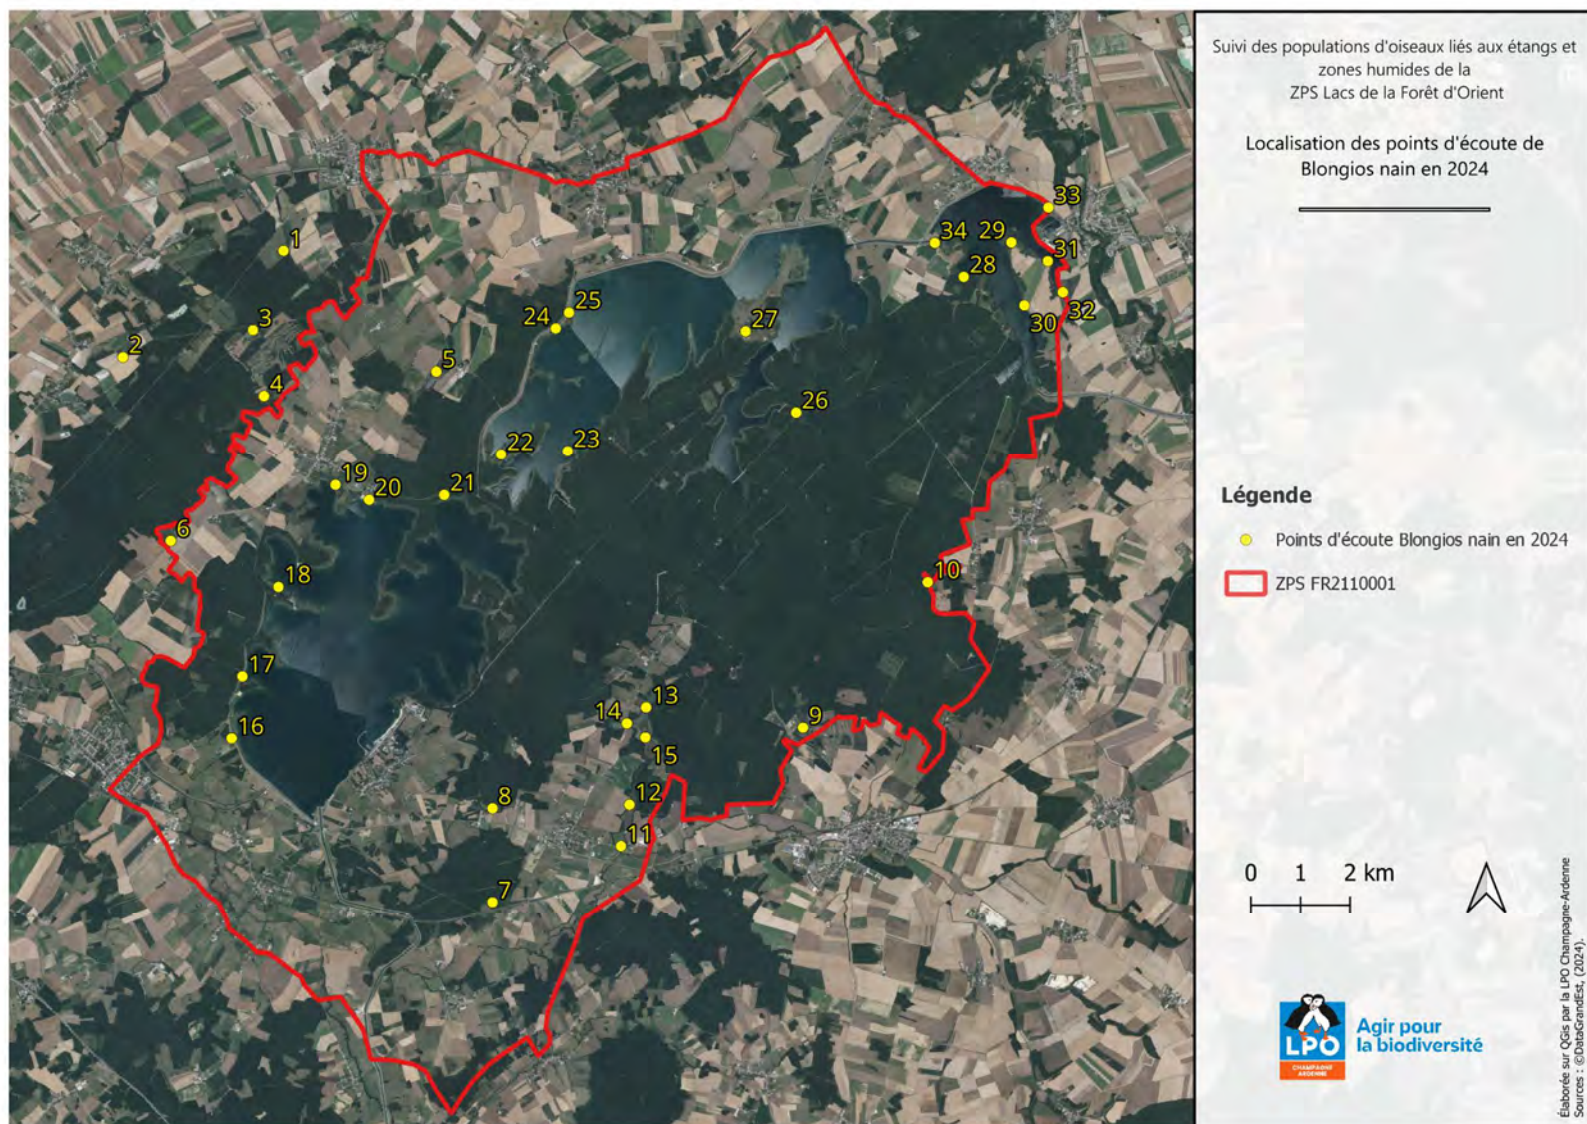 Suivi des populations d'oiseaux liés aux étangs et
zones humides de la
ZPS Lacs de la Forêt d'Orient
Localisation des points d'écoute de
Blongios nain en 2024
Légende
Points d'écoute Blongios nain en 2024
ZPS FR2110001
0 1 2 km
LPO
CHAMPAGNE
ARDENNE
Agir pour
la biodiversité
Élaborée sur QGis par la LPO Champagne-Ardenne
Sources : ©DataGrandEst, (2024).
33
34
29
31
1
28
32
25
30
3
24
27
2
5
4
26
23
22
19
21
20
6
10
18
17
13
14
9
16
15
12
8
11
7